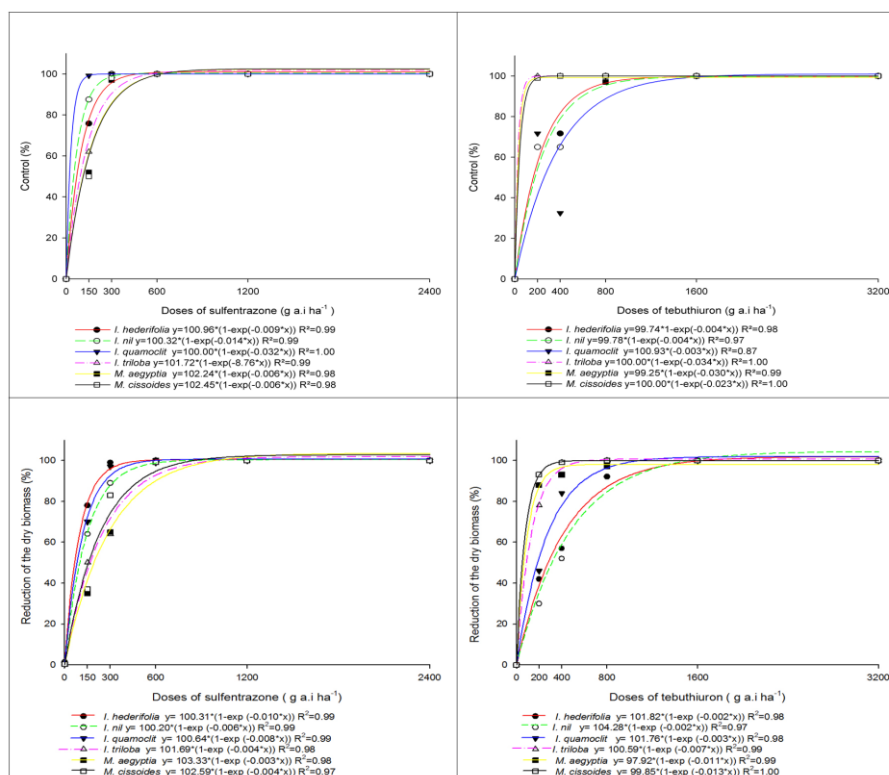 Control (%)
100
80
60
40
20
0
0 150 300 600 1200 2400
Doses of sulfentrazone (g a.i ha-1)
I. hederifolia y=100.96*(1-exp(-0.009*x)) R²=0.99
I. nil y=100.32*(1-exp(-0.014*x)) R²=0.99
I. quamoclit y=100.00*(1-exp(-0.032*x)) R²=1.00
I. triloba y=101.72*(1-exp(-8.76*x)) R²=0.99
M. aegyptia y=102.24*(1-exp(-0.006*x)) R²=0.98
M. cissoides y=102.45*(1-exp(-0.006*x)) R²=0.98
Control (%)
100
80
60
40
20
0
0 200 400 800 1600 3200
Doses of tebuthiuron (g a.i ha-1)
I. hederifolia y=99.74*1-exp(-0.004*x)) R²=0.98
I. nil y=99.78*(1-exp(-0.004*x)) R²=0.97
I. quamoclit y=100.93*(-0.003*x)) R²=0.87
I. triloba y=100.00*(1-exp(-0.034*x)) R²=1.00
M. aegyptia y=99.25*(1-exp(-0.030*x)) R²=0.99
M. cissoides y=100.00*(1-exp(-0.023*x)) R²=1.00
Reduction of the dry biomass (%)
100
80
60
40
20
0
0 150 300 600 1200 2400
Doses of sulfentrazone ( g a.i ha-1)
I. hederifolia y= 100.31*(1-exp (-0.010*x)) R2=0.99
I. nil y= 100.20*(1-exp (-0.006*x)) R2=0.99
I. quamoclit y= 100.64*(1-exp (-0.008*x)) R2=0.99
I. triloba y= 101.69*(1-exp (-0.004*x)) R2=0.98
M. aegyptia y= 103.33*(1-exp (-0.003*x)) R2=0.98
M. cissoides y= 102.59*(1-exp (-0.004*x)) R2=0.97
Reduction of the dry biomass (%)
100
80
60
40
20
0
0 200 400 800 1600 3200
Doses of tebuthiuron ( g a.i ha-1)
I. hederifolia y= 101.82*(1-exp (-0.002*x)) R2=0.98
I. nil y= 104.28*(1-exp (-0.002*x)) R2=0.97
I. quamoclit y= 101.76*(1-exp (-0.003*x)) R2=0.98
I. triloba y= 100.59*(1-exp (-0.007*x)) R2=0.99
M. aegyptia y= 97.92*(1-exp (-0.011*x)) R2=0.99
M. cissoides y= 99.85*(1-exp (-0.013*x)) R2=1.00